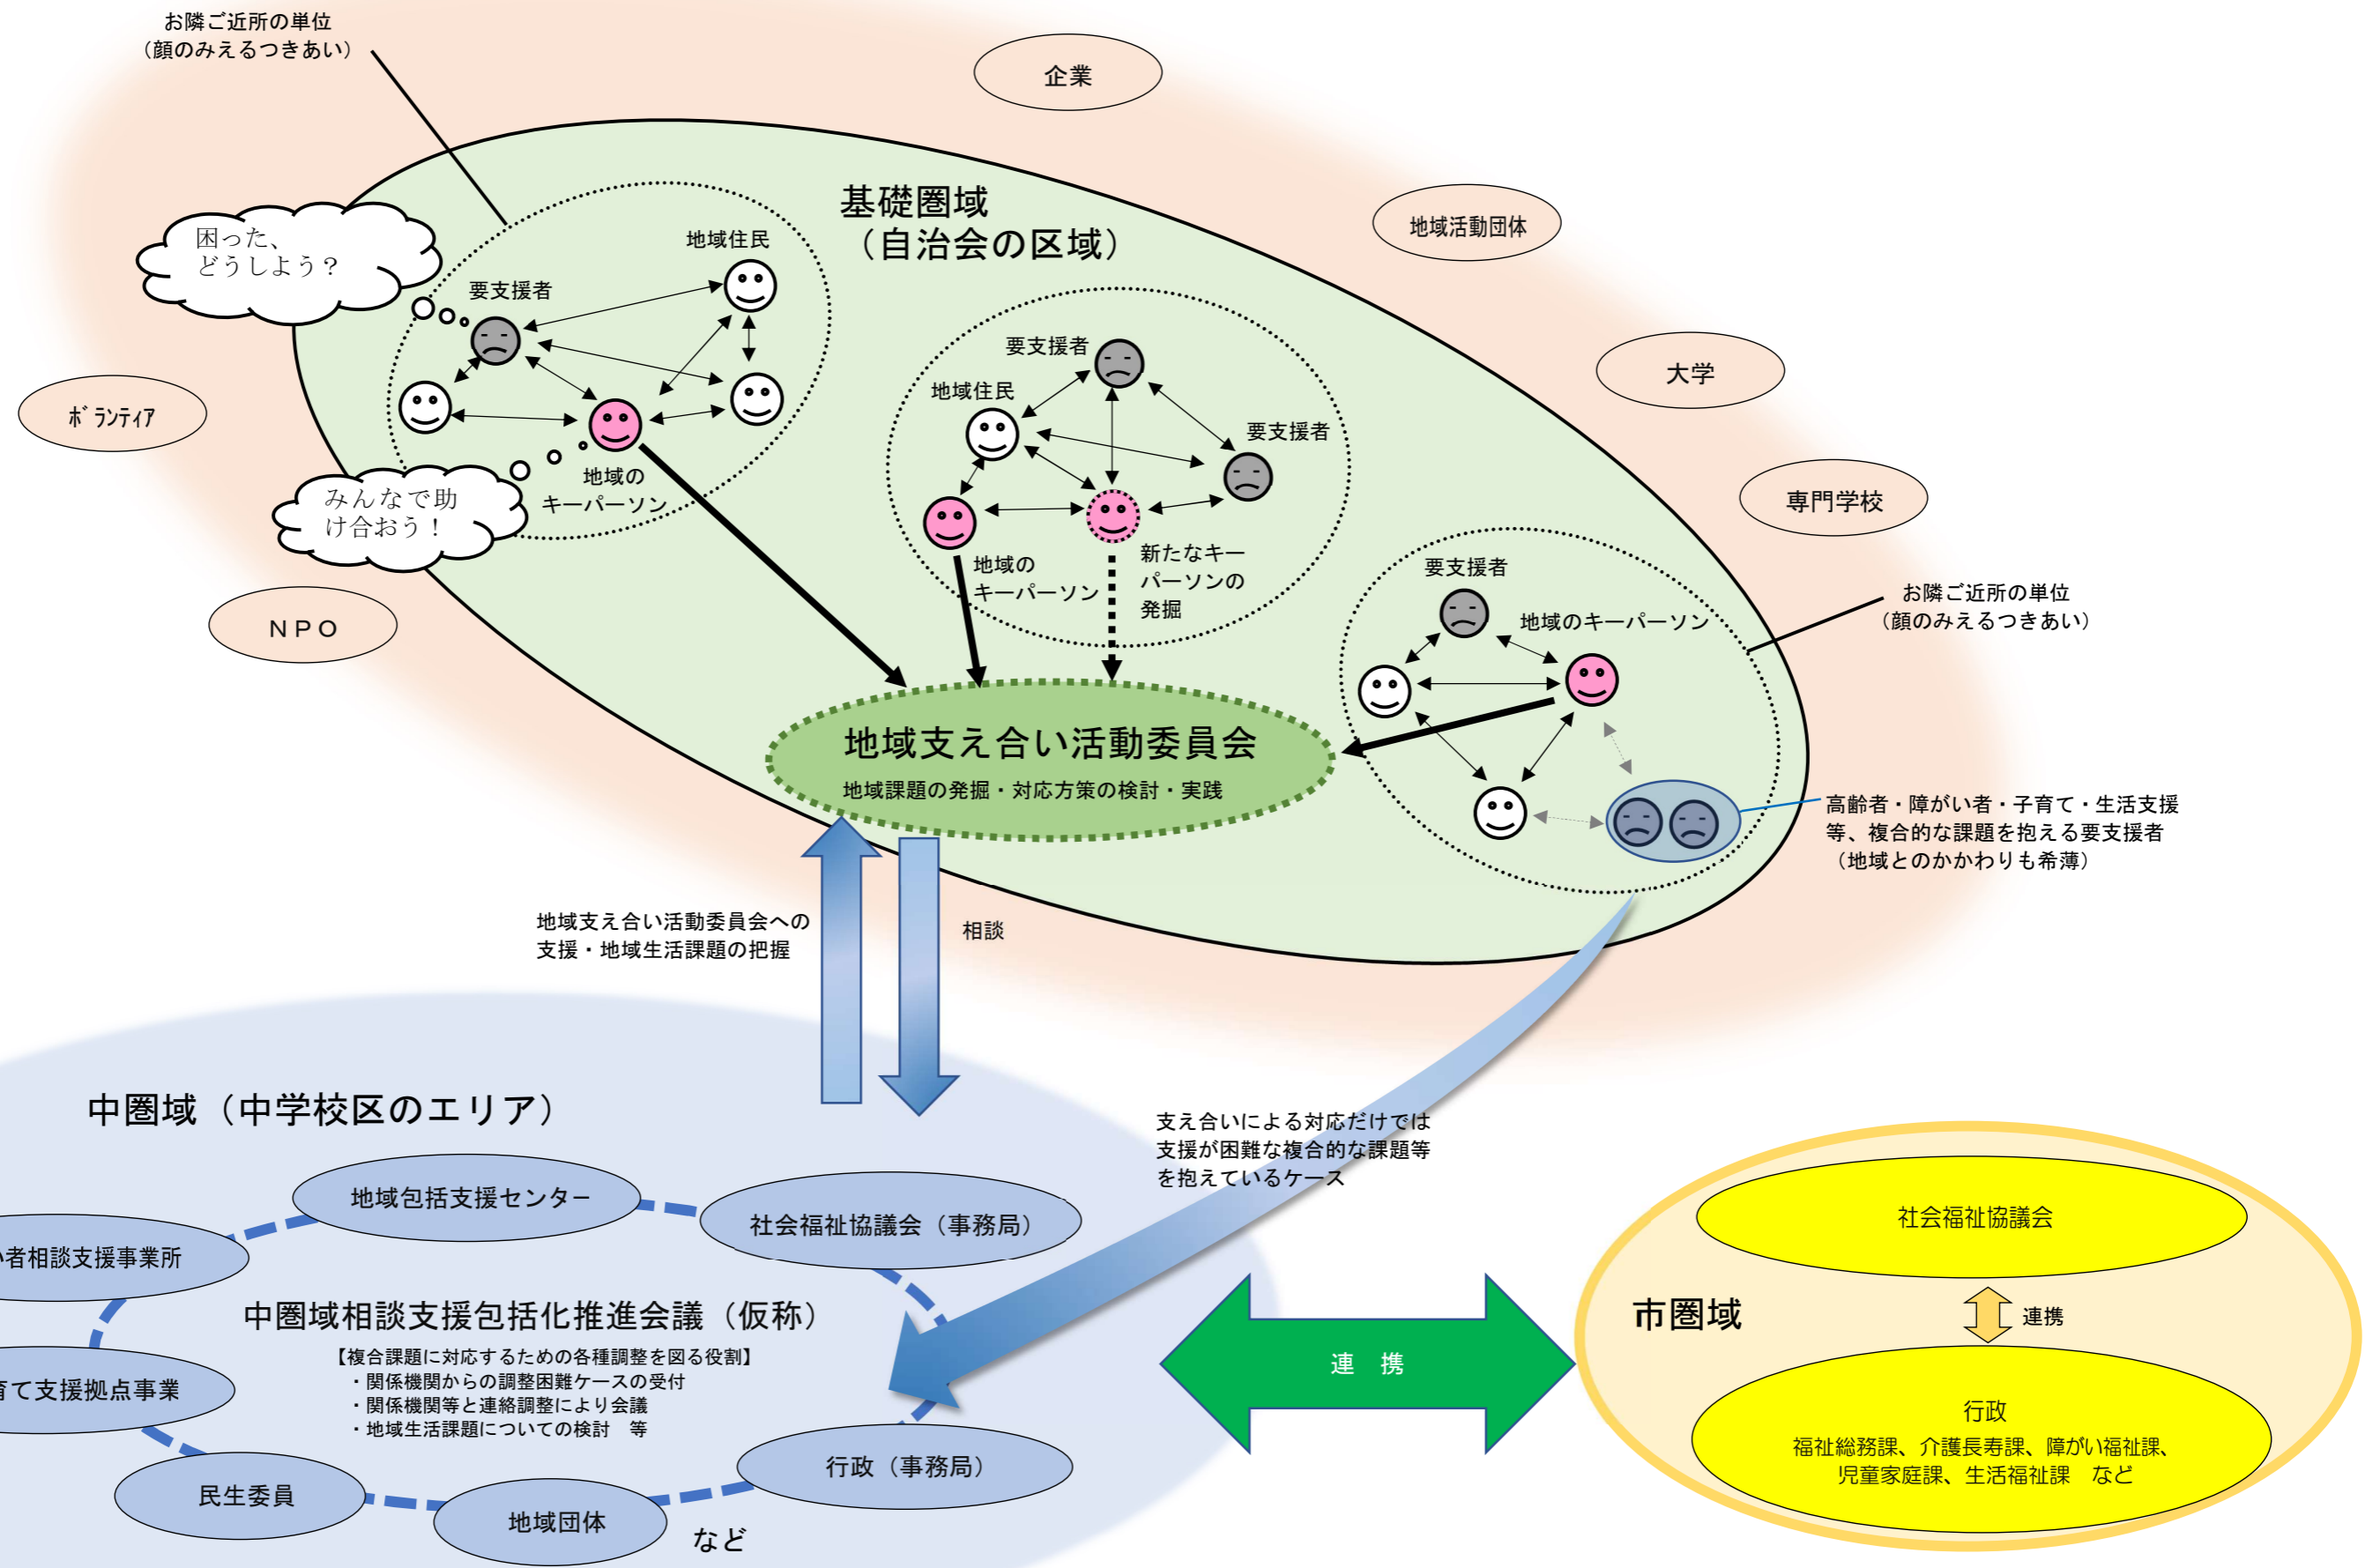 お隣ご近所の単位
（顔のみえるつきあい）
企業
地域活動団体
大学
専門学校
ﾎﾞﾗﾝﾃｨｱ
ＮＰＯ
基礎圏域
（自治会の区域）
困った、
どうしよう？
要支援者
地域住民
みんなで助
け合おう！
地域の
キーパーソン
要支援者
地域住民
要支援者
地域の
キーパーソン
新たなキー
パーソンの
発掘
要支援者
地域のキーパーソン
お隣ご近所の単位
（顔のみえるつきあい）
高齢者・障がい者・子育て・生活支援
等、複合的な課題を抱える要支援者
（地域とのかかわりも希薄）
地域支え合い活動委員会
地域課題の発掘・対応方策の検討・実践
地域支え合い活動委員会への
支援・地域生活課題の把握
相談
支え合いによる対応だけでは
支援が困難な複合的な課題等
を抱えているケース
中圏域（中学校区のエリア）
地域包括支援センター
社会福祉協議会（事務局）
者相談支援事業所
中圏域相談支援包括化推進会議（仮称）
【複合課題に対応するための各種調整を図る役割】
・関係機関からの調整困難ケースの受付
・関係機関等と連絡調整により会議
・地域生活課題についての検討　等
育て支援拠点事業
民生委員
地域団体
行政（事務局）
など
連　携
市圏域
社会福祉協議会
連携
行政
福祉総務課、介護長寿課、障がい福祉課、
児童家庭課、生活福祉課　など